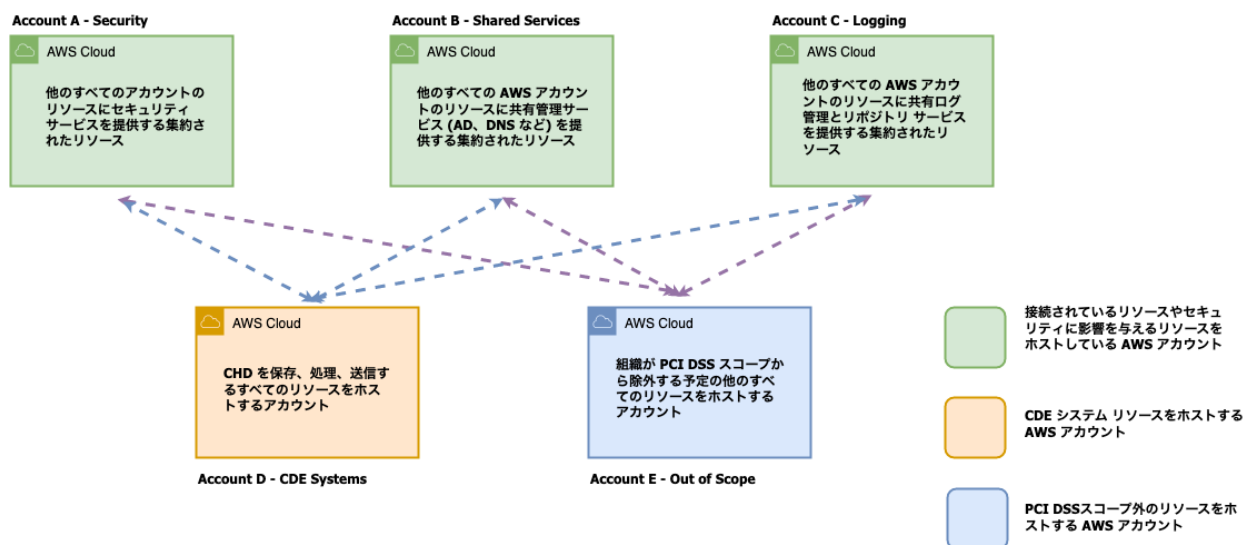 Account A - Security
Account B - Shared Services
Account C - Logging
AWS Cloud
他のすべてのアカウントの
リソースにセキュリティ
サービスを提供する集約さ
れたリソース
AWS Cloud
他のすべての AWS アカウン
トのリソースに共有管理サー
ビス (AD、DNS など) を提
供する集約されたリソース
AWS Cloud
他のすべての AWS アカウ
ントのリソースに共有ログ
管理とリポジトリ サービス
を提供する集約されたリ
ソース
AWS Cloud
CHD を保存、処理、送信す
るすべてのリソースをホス
トするアカウント
Account D - CDE Systems
AWS Cloud
組織が PCI DSS スコープか
ら除外する予定の他のすべ
てのリソースをホストする
アカウント
Account E - Out of Scope
接続されているリソースやセキュ
リティに影響を与えるリソースを
ホストしている AWS アカウント
CDE システム リソースをホストする
AWS アカウント
PCI DSSスコープ外のリソースをホ
ストする AWS アカウント